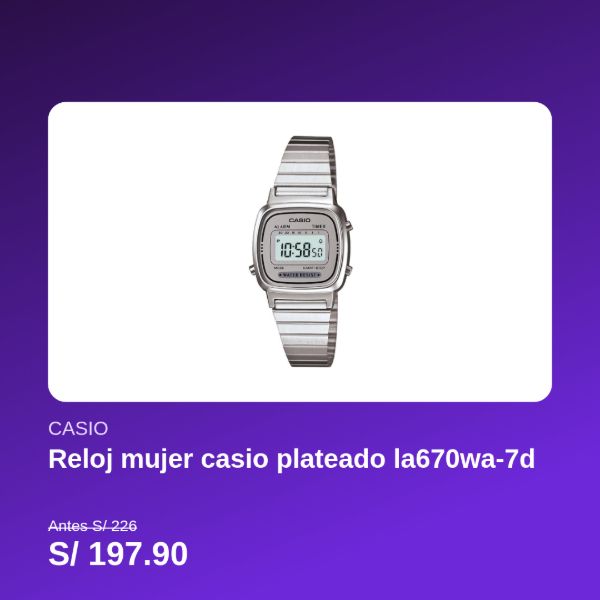 CASIO
ALARM TIMER
10:58 50
WATER RESIST
CASIO
Reloj mujer casio plateado la670wa-7d
Antes S/ 226
S/ 197.90